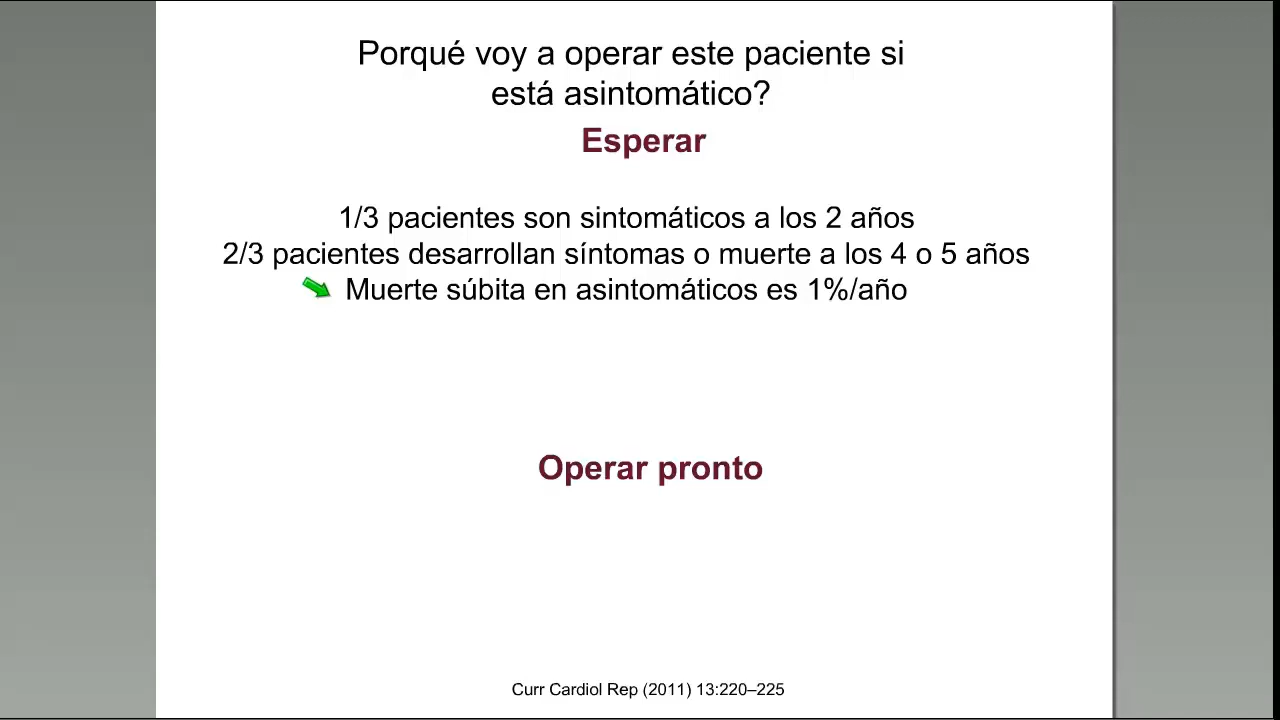 Porqué voy a operar este paciente si
está asintomático?
Esperar
1/3 pacientes son sintomáticos a los 2 años
2/3 pacientes desarrollan síntomas o muerte a los 4 o 5 años
Muerte súbita en asintomáticos es 1%/año
Operar pronto
Curr Cardiol Rep (2011) 13:220–225